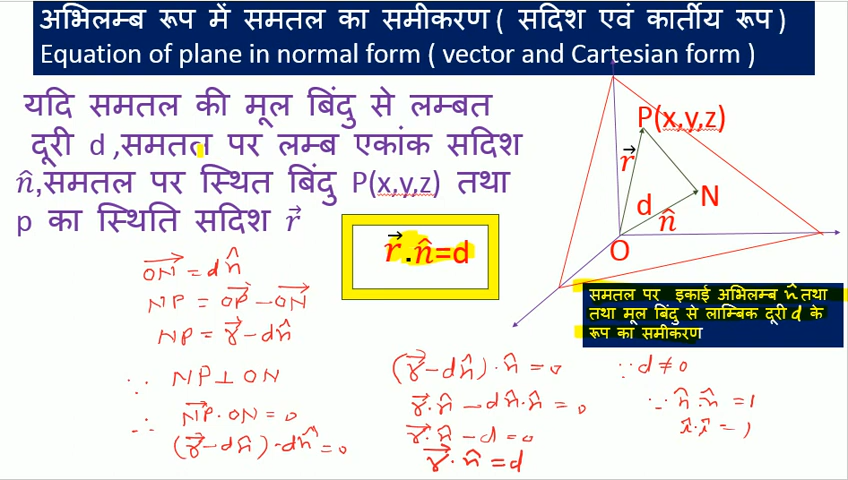 अभिलम्ब रूप में समतल का समीकरण ( सदिश एवं कार्तीय रूप )
Equation of plane in normal form ( vector and Cartesian form )
यदि समतल की मूल बिंदु से लम्बत
दूरी d ,समतल पर लम्ब एकांक सदिश
n̂,समतल पर स्थित बिंदु P(x,y,z) तथा
p का स्थिति सदिश r⃗
r⃗.n̂=d
P(x,y,z)
r⃗
d
N
n̂
O
समतल पर इकाई अभिलम्ब n̂ तथा
तथा मूल बिंदु से लाम्बिक दूरी d के
रूप का समीकरण
ON⃗ = dn̂
NP = OP⃗ - ON⃗
NP = r⃗ - dn̂
∵ NP ⊥ ON
∴ NP⃗ . ON = 0
(r⃗ - dn̂) . dn̂ = 0
(r⃗ - dn̂) . n̂ = 0
r⃗ . n̂ - dn̂ . n̂ = 0
r⃗ . n̂ - d = 0
r⃗ . n̂ = d
∵ d ≠ 0
∵ n̂ . n̂ = 1